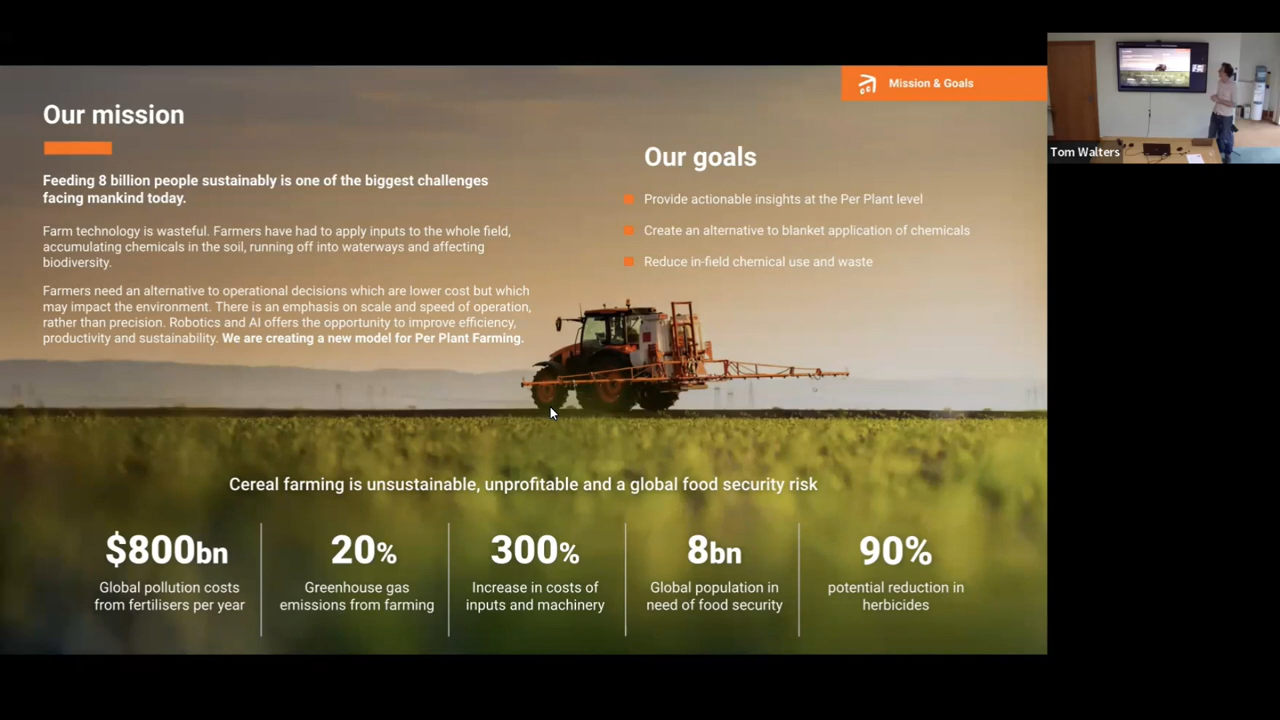 Mission & Goals
Our mission
Feeding 8 billion people sustainably is one of the biggest challenges
facing mankind today.
Farm technology is wasteful. Farmers have had to apply inputs to the whole field,
accumulating chemicals in the soil, running off into waterways and affecting
biodiversity.
Farmers need an alternative to operational decisions which are lower cost but which
may impact the environment. There is an emphasis on scale and speed of operation,
rather than precision. Robotics and AI offers the opportunity to improve efficiency,
productivity and sustainability. We are creating a new model for Per Plant Farming.
Our goals
Provide actionable insights at the Per Plant level
Create an alternative to blanket application of chemicals
Reduce in-field chemical use and waste
Cereal farming is unsustainable, unprofitable and a global food security risk
$800bn
Global pollution costs
from fertilisers per year
20%
Greenhouse gas
emissions from farming
300%
Increase in costs of
inputs and machinery
8bn
Global population in
need of food security
90%
potential reduction in
herbicides
Tom Walters